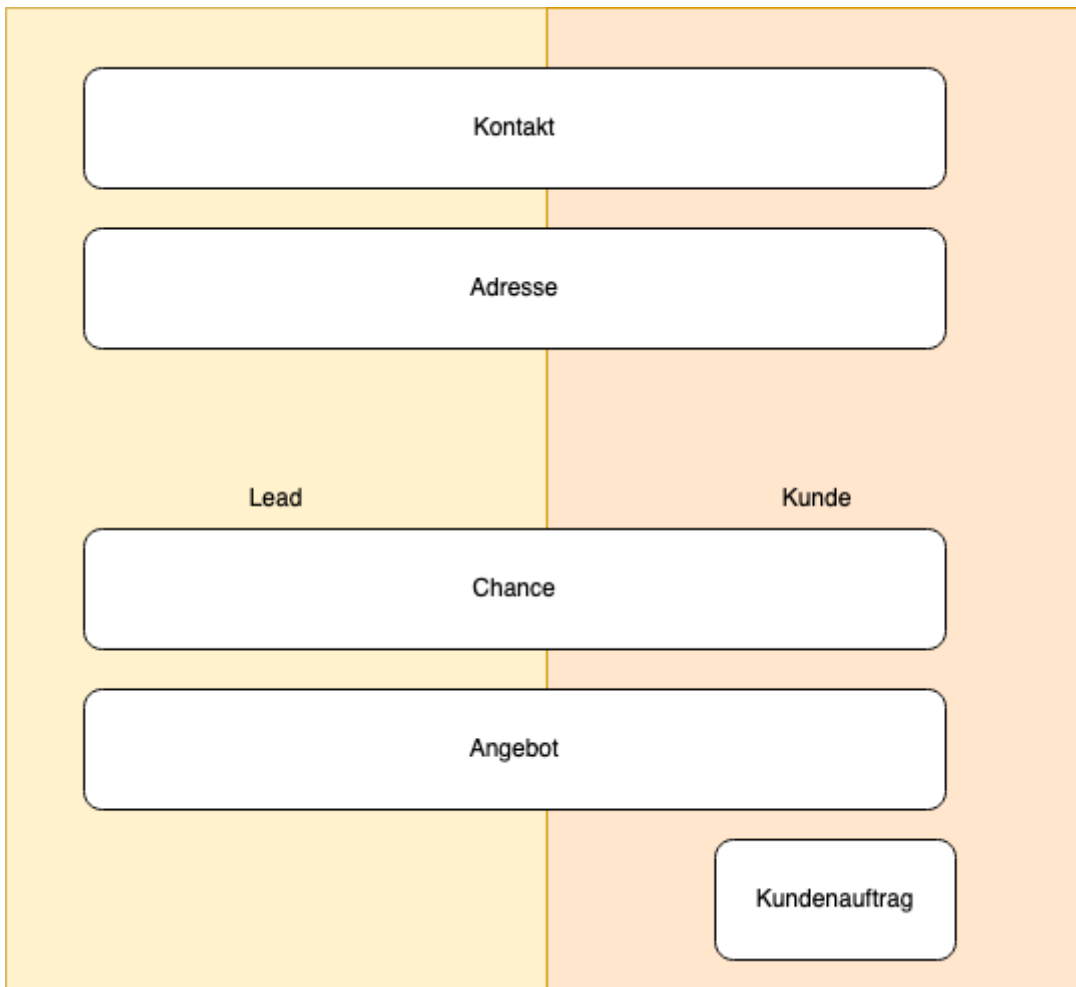 Kontakt
Adresse
Lead
Kunde
Chance
Angebot
Kundenauftrag